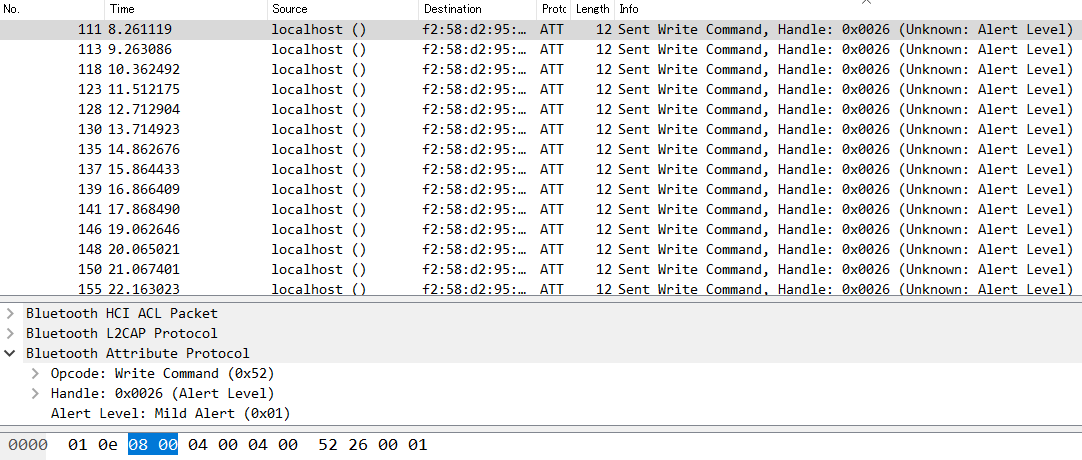 No. Time Source Destination Protc Length Info
111 8.261119 localhost () f2:58:d2:95:… ATT 12 Sent Write Command, Handle: 0x0026 (Unknown: Alert Level)
113 9.263086 localhost () f2:58:d2:95:… ATT 12 Sent Write Command, Handle: 0x0026 (Unknown: Alert Level)
118 10.362492 localhost () f2:58:d2:95:… ATT 12 Sent Write Command, Handle: 0x0026 (Unknown: Alert Level)
123 11.512175 localhost () f2:58:d2:95:… ATT 12 Sent Write Command, Handle: 0x0026 (Unknown: Alert Level)
128 12.712904 localhost () f2:58:d2:95:… ATT 12 Sent Write Command, Handle: 0x0026 (Unknown: Alert Level)
130 13.714923 localhost () f2:58:d2:95:… ATT 12 Sent Write Command, Handle: 0x0026 (Unknown: Alert Level)
135 14.862676 localhost () f2:58:d2:95:… ATT 12 Sent Write Command, Handle: 0x0026 (Unknown: Alert Level)
137 15.864433 localhost () f2:58:d2:95:… ATT 12 Sent Write Command, Handle: 0x0026 (Unknown: Alert Level)
139 16.866409 localhost () f2:58:d2:95:… ATT 12 Sent Write Command, Handle: 0x0026 (Unknown: Alert Level)
141 17.868490 localhost () f2:58:d2:95:… ATT 12 Sent Write Command, Handle: 0x0026 (Unknown: Alert Level)
146 19.062646 localhost () f2:58:d2:95:… ATT 12 Sent Write Command, Handle: 0x0026 (Unknown: Alert Level)
148 20.065021 localhost () f2:58:d2:95:… ATT 12 Sent Write Command, Handle: 0x0026 (Unknown: Alert Level)
150 21.067401 localhost () f2:58:d2:95:… ATT 12 Sent Write Command, Handle: 0x0026 (Unknown: Alert Level)
155 22.163023 localhost () f2:58:d2:95:… ATT 12 Sent Write Command, Handle: 0x0026 (Unknown: Alert Level)
Bluetooth HCI ACL Packet
Bluetooth L2CAP Protocol
Bluetooth Attribute Protocol
Opcode: Write Command (0x52)
Handle: 0x0026 (Alert Level)
Alert Level: Mild Alert (0x01)
0000 01 0e 08 00 04 00 04 00 52 26 00 01